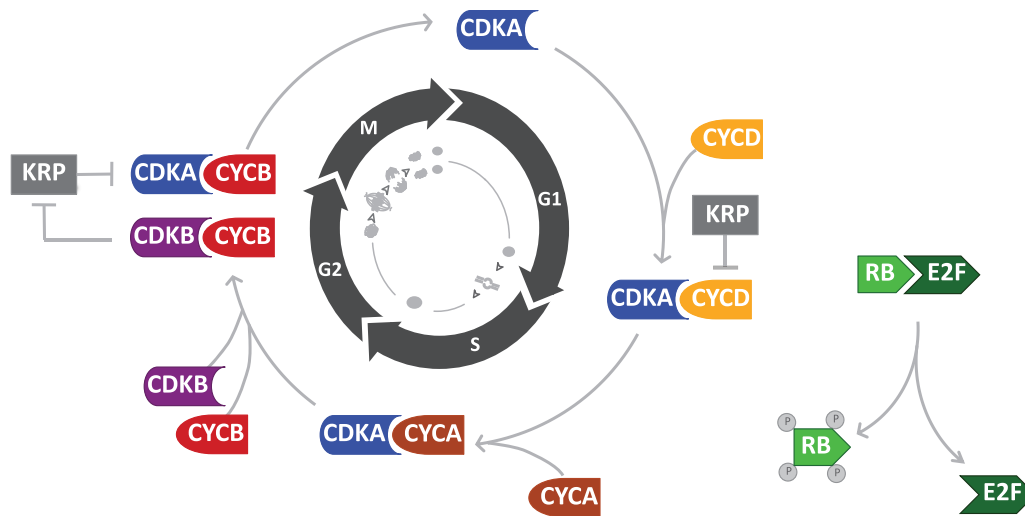 CDKA
M
CYCD
KRP
CDKA CYCB
G1
KRP
CDKB CYCB
G2
RB E2F
CDKA CYCD
S
CDKB
P P
CYCB
CDKA CYCA
RB
P P
CYCA
E2F